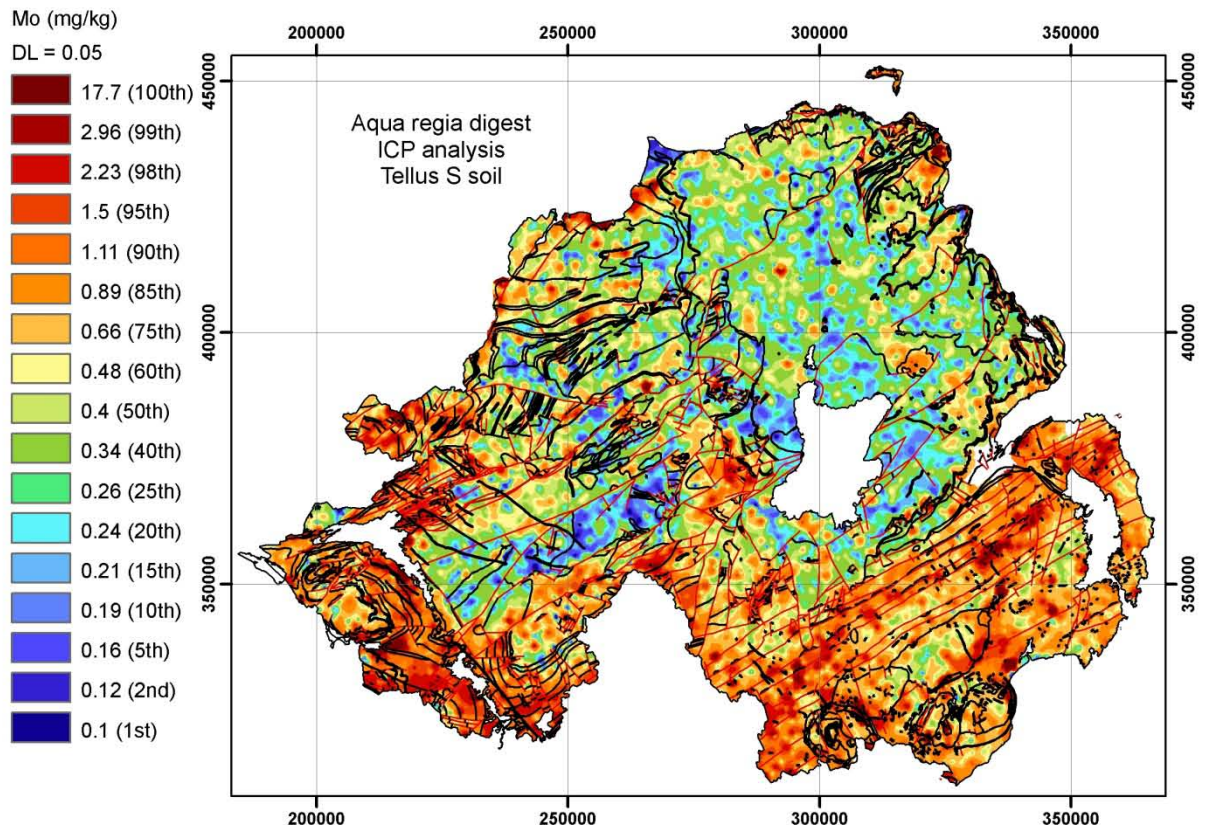 Mo (mg/kg)
DL = 0.05
17.7 (100th)
2.96 (99th)
2.23 (98th)
1.5 (95th)
1.11 (90th)
0.89 (85th)
0.66 (75th)
0.48 (60th)
0.4 (50th)
0.34 (40th)
0.26 (25th)
0.24 (20th)
0.21 (15th)
0.19 (10th)
0.16 (5th)
0.12 (2nd)
0.1 (1st)
200000 250000 300000 350000
450000 450000
Aqua regia digest
ICP analysis
Tellus S soil
400000 400000
350000 350000
200000 250000 300000 350000